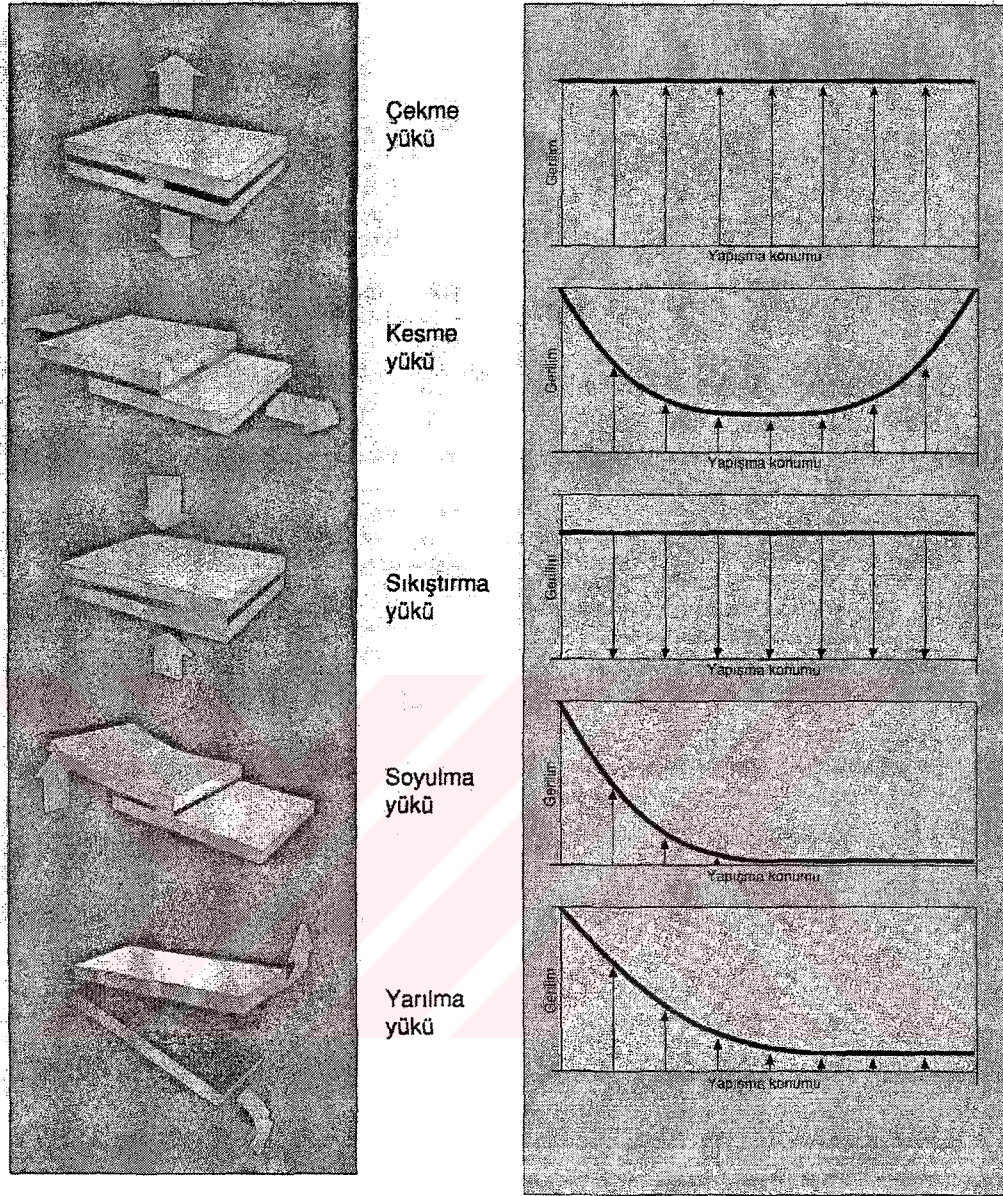 Çekme
yükü
Gerilim
Yapışma konumu
Kesme
yükü
Gerilim
Yapışma konumu
Sıkıştırma
yükü
Gerilim
Yapışma konumu
Soyulma
yükü
Gerilim
Yapışma konumu
Yarılma
yükü
Gerilim
Yapışma konumu